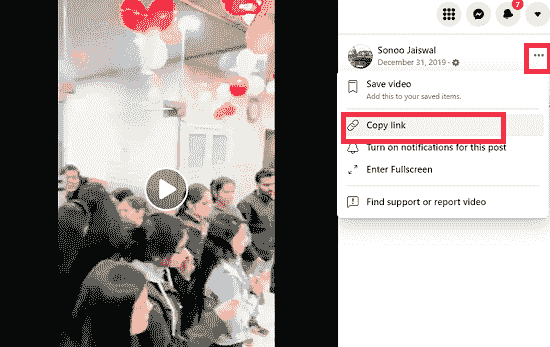 7
Sonoo Jaiswal
December 31, 2019 ·
Save video
Add this to your saved items.
Copy link
Turn on notifications for this post
Enter Fullscreen
Find support or report video